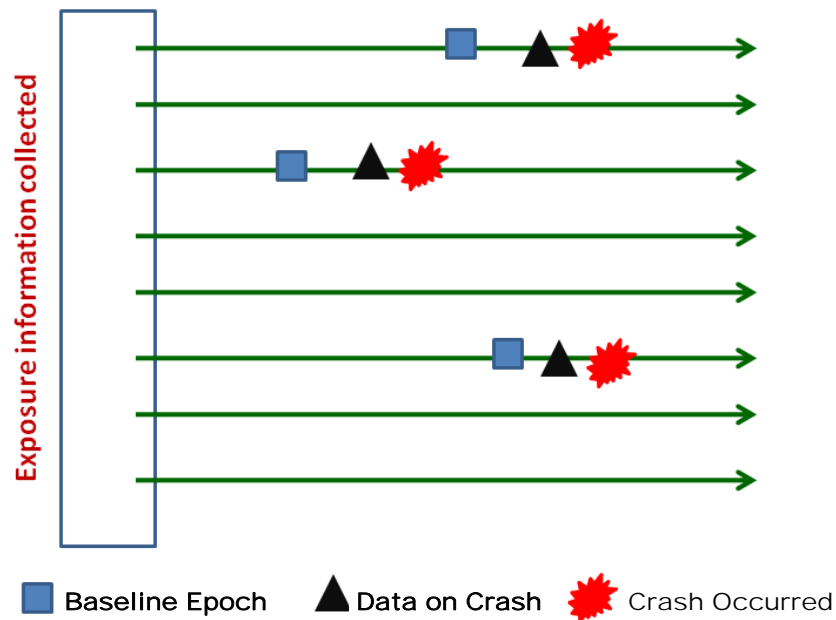 Exposure information collected
Baseline Epoch
Data on Crash
Crash Occurred